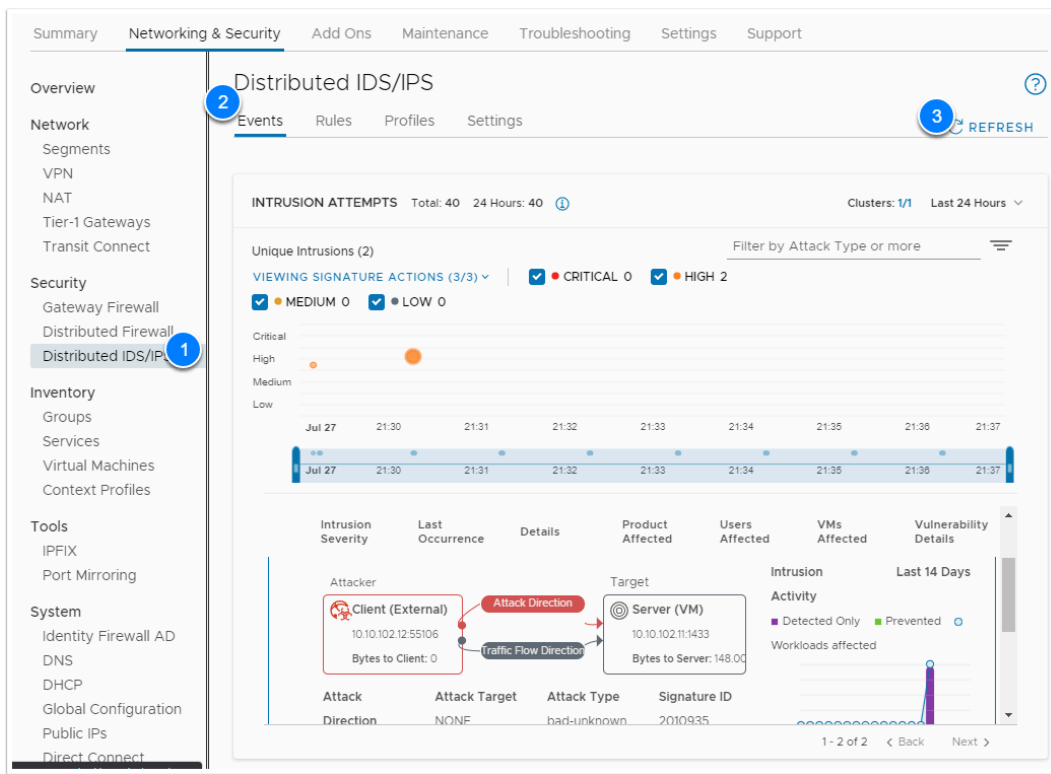 Summary Networking & Security Add Ons Maintenance Troubleshooting Settings Support
Overview
Network
Segments
VPN
NAT
Tier-1 Gateways
Transit Connect
Security
Gateway Firewall
Distributed Firewall
Distributed IDS/IPS
1
Inventory
Groups
Services
Virtual Machines
Context Profiles
Tools
IPFIX
Port Mirroring
System
Identity Firewall AD
DNS
DHCP
Global Configuration
Public IPs
Direct Connect
Distributed IDS/IPS
?
2
Events Rules Profiles Settings
3
REFRESH
INTRUSION ATTEMPTS Total: 40 24 Hours: 40 Clusters: 1/1 Last 24 Hours
Unique Intrusions (2) Filter by Attack Type or more
VIEWING SIGNATURE ACTIONS (3/3) CRITICAL 0 HIGH 2
MEDIUM 0 LOW 0
Critical
High
Medium
Low
Jul 27 21:30 21:31 21:32 21:33 21:34 21:35 21:36 21:37
Jul 27 21:30 21:31 21:32 21:33 21:34 21:35 21:36 21:37
Intrusion Last Details Product Users VMs Vulnerability
Severity Occurrence Affected Affected Affected Details
Attacker Target
Client (External) Attack Direction Server (VM)
10.10.102.12:55106 10.10.102.11:1433
Bytes to Client: 0 Traffic Flow Direction Bytes to Server: 148.00
Intrusion Last 14 Days
Activity
Detected Only Prevented
Workloads affected
Attack Attack Target Attack Type Signature ID
Direction NONE bad-unknown 2010935
1 - 2 of 2 Back Next